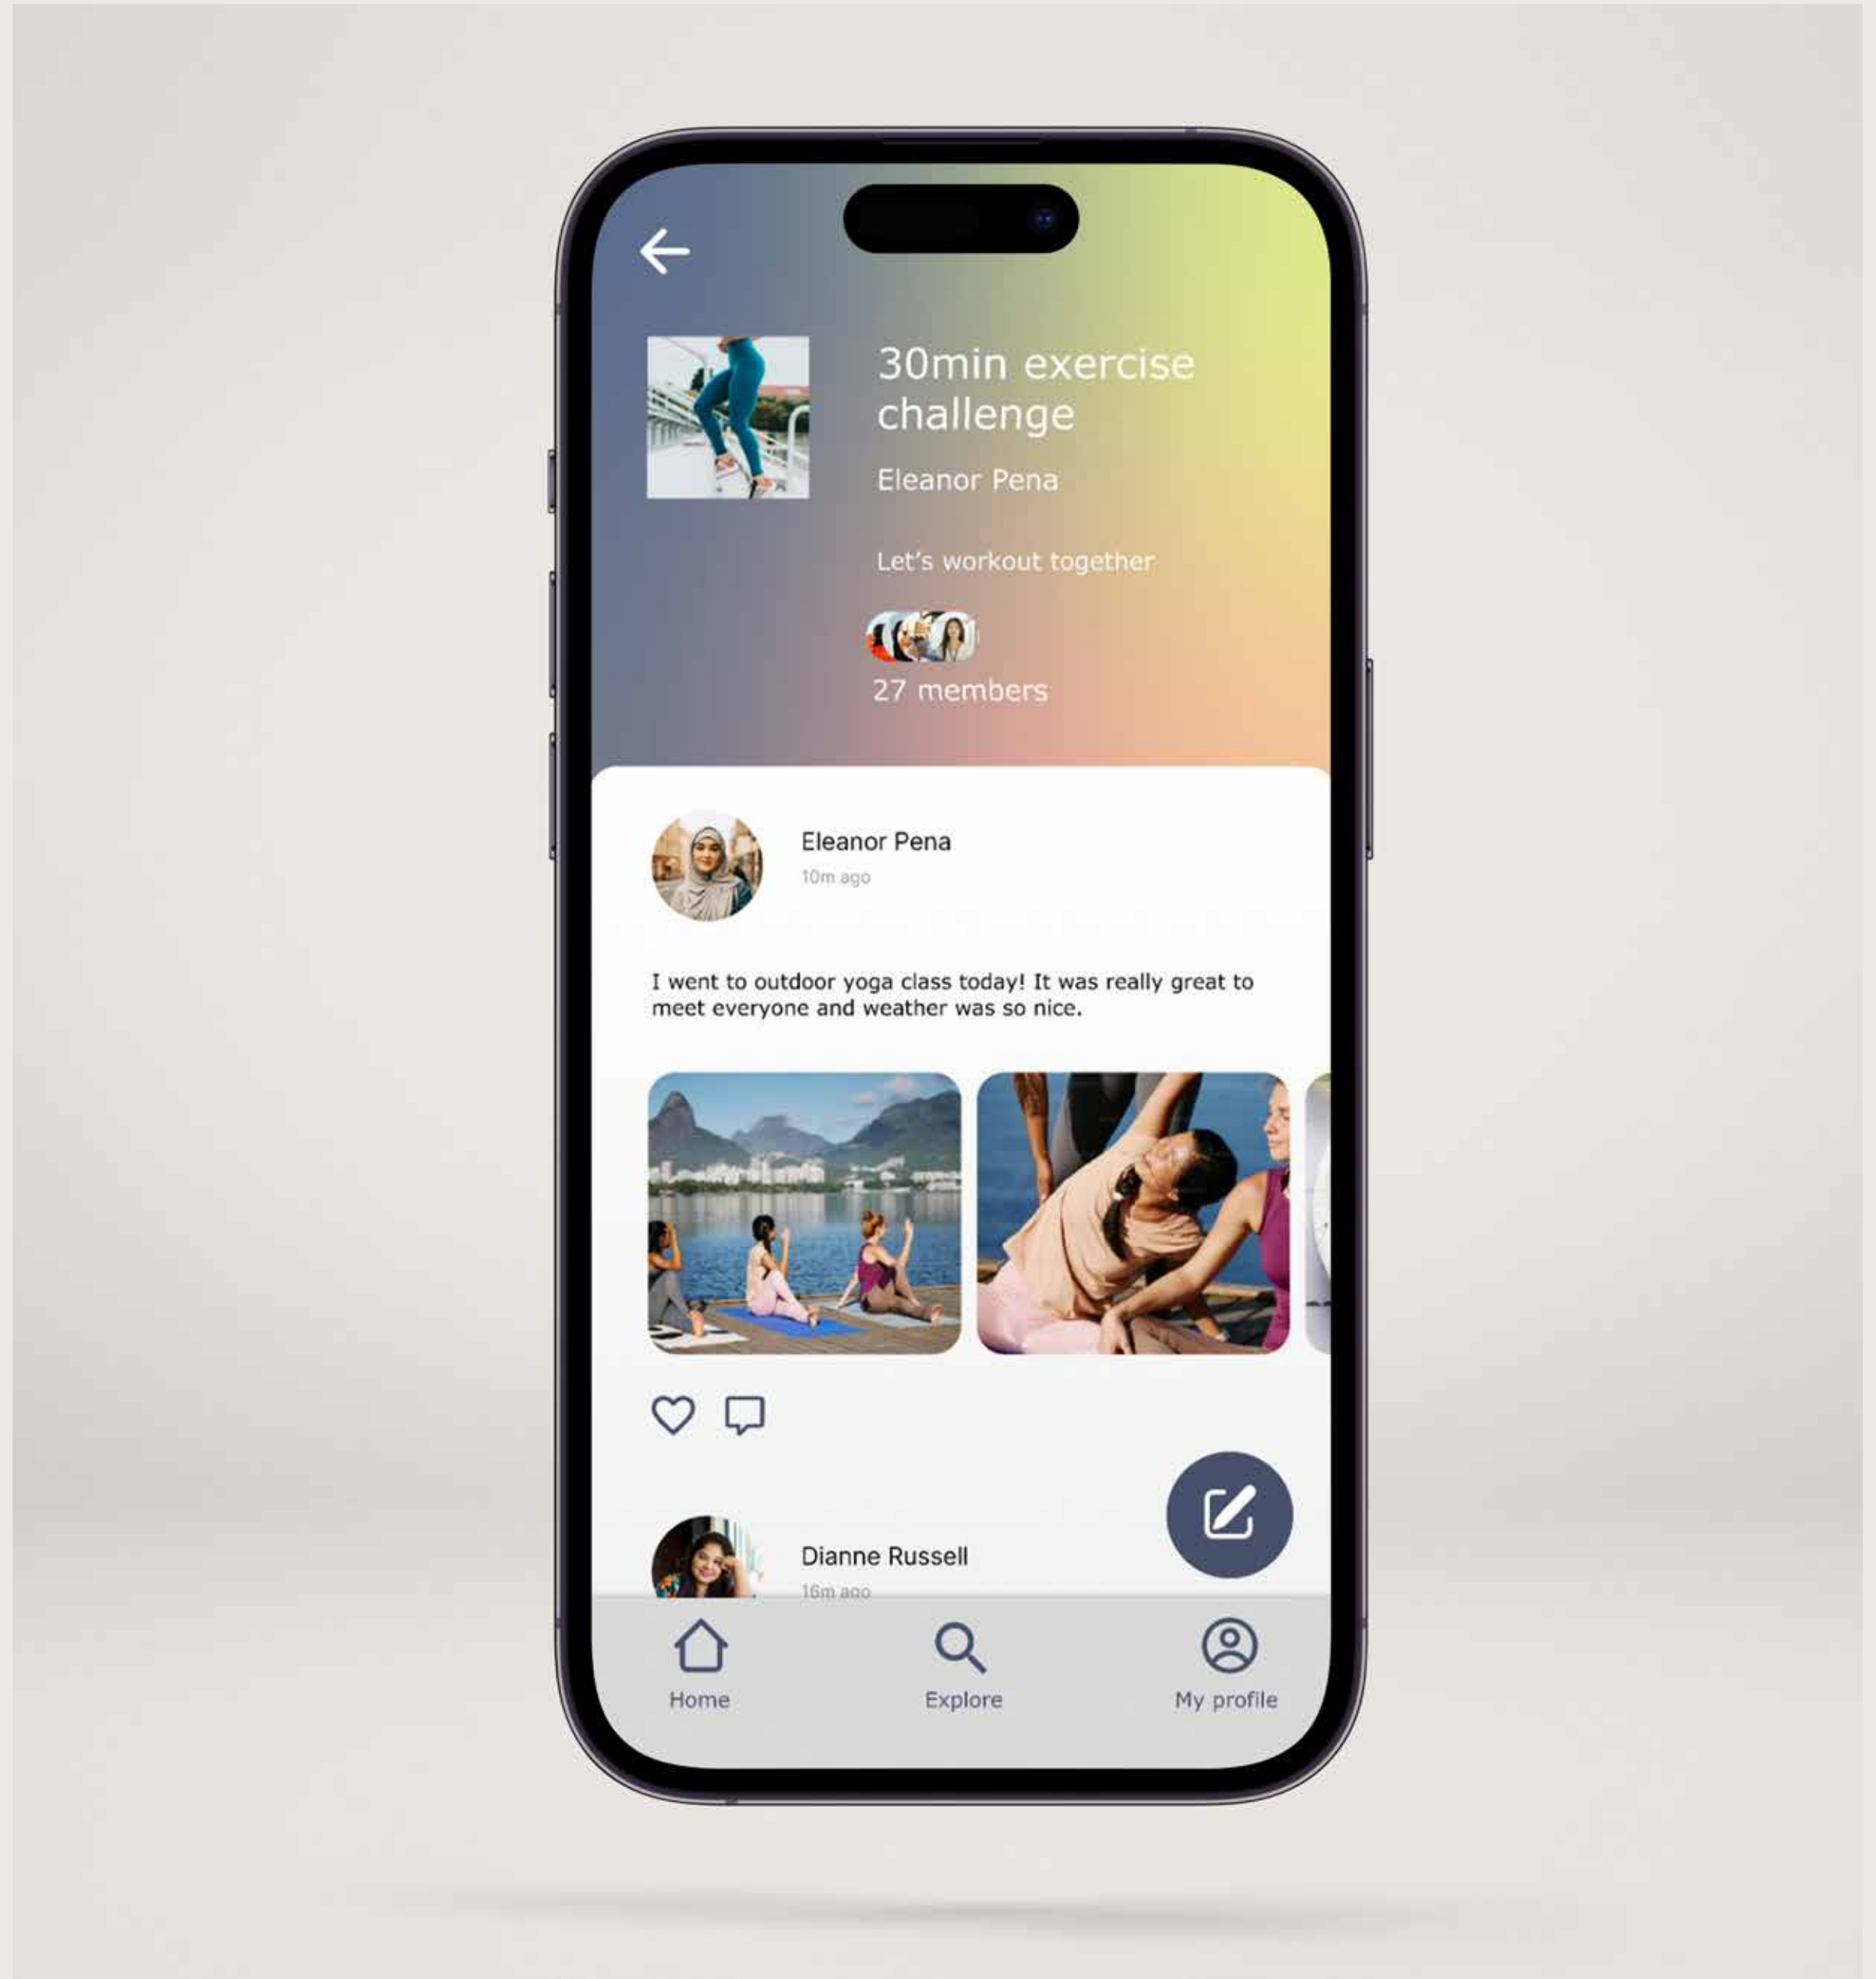 30min exercise
challenge
Eleanor Pena
Let's workout together
27 members
Eleanor Pena
10m ago
I went to outdoor yoga class today! It was really great to
meet everyone and weather was so nice.
Dianne Russell
16m ago
Home
Explore
My profile